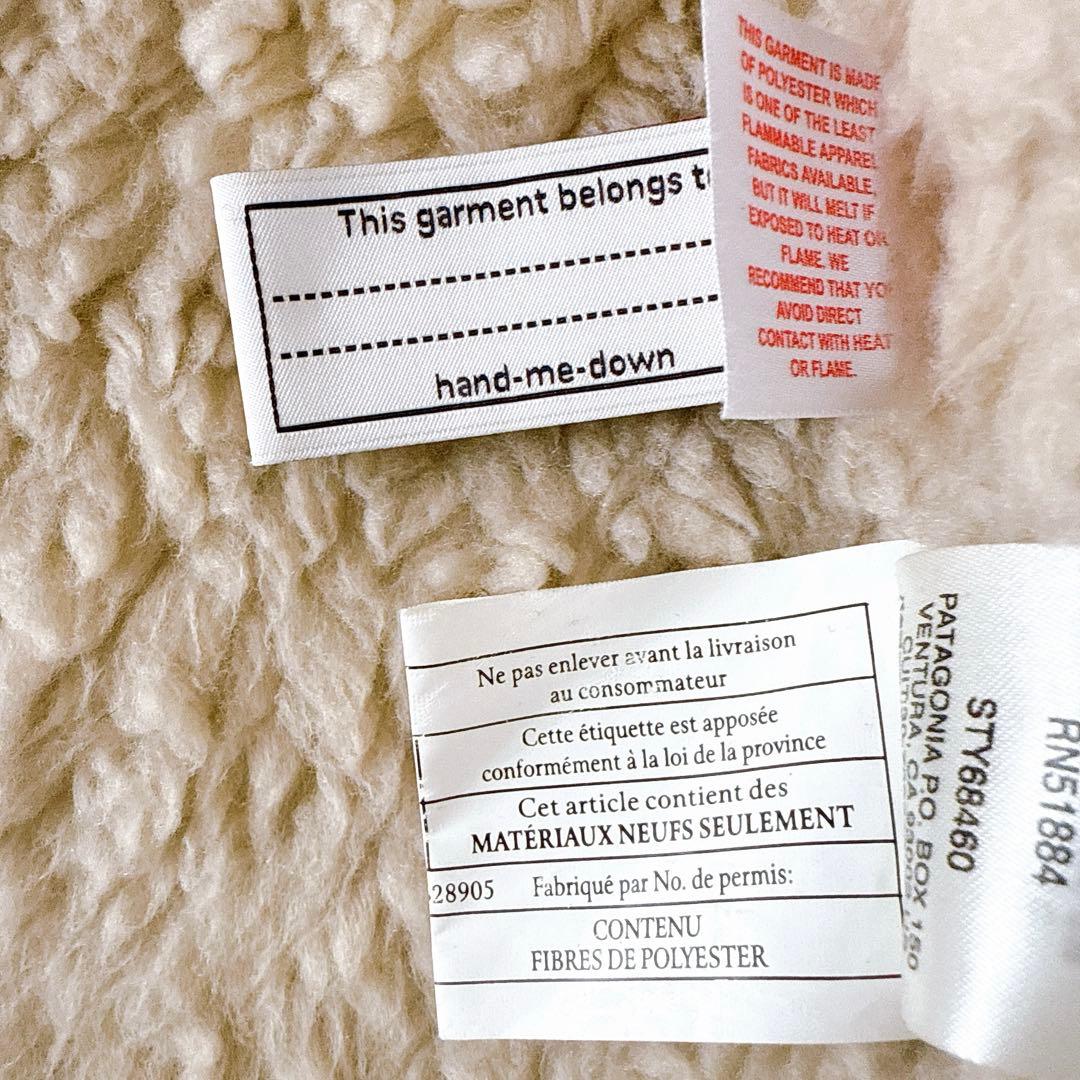 This garment belongs
hand-me-down
THIS GARMENT IS MADE
OF POLYESTER WHICH
IS ONE OF THE LEAST
FLAMMABLE APPAREL
FABRICS AVAILABLE,
BUT IT WILL MELT IF
EXPOSED TO HEAT OR
FLAME. WE
RECOMMEND THAT YO
AVOID DIRECT
CONTACT WITH HEAT
OR FLAME.
Ne pas enlever avant la livraison
au consommateur
Cette étiquette est apposée
conformément à la loi de la province
Cet article contient des
MATÉRIAUX NEUFS SEULEMENT
28905 Fabriqué par No. de permis:
CONTENU
FIBRES DE POLYESTER
RN51884
STY68460
PATAGONIA P.O. BOX 150
VENTURA, CA